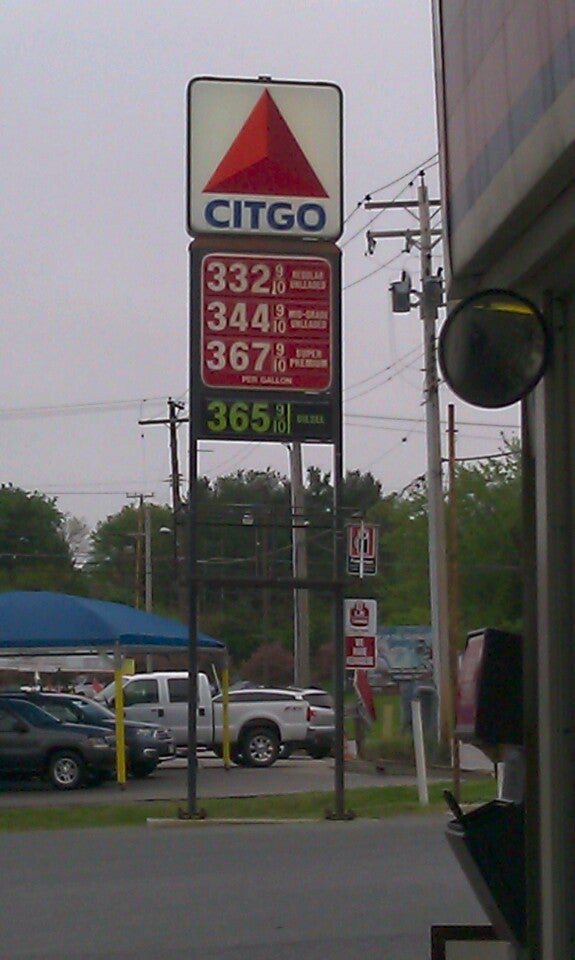 CITGO
332 9/10 REGULAR UNLEADED
344 9/10 MID-GRADE UNLEADED
367 9/10 SUPER PREMIUM
PER GALLON
365 9/10 DIESEL